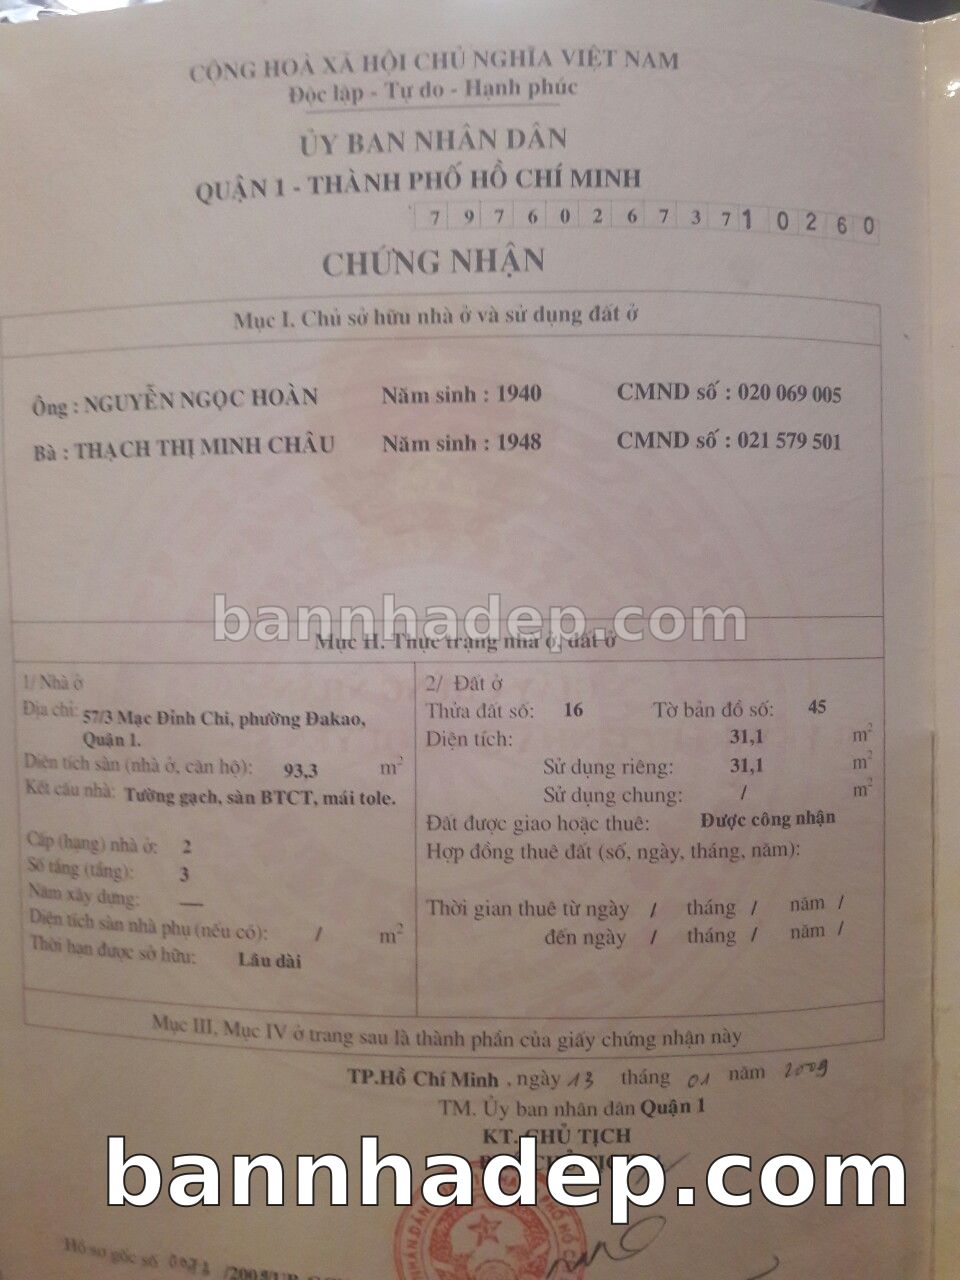 CỘNG HOÀ XÃ HỘI CHỦ NGHĨA VIỆT NAM
Độc lập - Tự do - Hạnh phúc
ỦY BAN NHÂN DÂN
QUẬN 1 - THÀNH PHỐ HỒ CHÍ MINH
7 9 7 6 0 2 6 7 3 7 1 0 2 6 0
CHỨNG NHẬN
Mục I. Chủ sở hữu nhà ở và sử dụng đất ở
Ông : NGUYỄN NGỌC HOÀN Năm sinh : 1940 CMND số : 020 069 005
Bà : THẠCH THỊ MINH CHÂU Năm sinh : 1948 CMND số : 021 579 501
bannhadep.com
Mục II. Thực trạng nhà ở, đất ở
1/ Nhà ở
Địa chỉ: 57/3 Mạc Đỉnh Chi, phường Đakao,
Quận 1.
Diện tích sàn (nhà ở, căn hộ): 93,3 m2
Kết cấu nhà: Tường gạch, sàn BTCT, mái tole.
Cấp (hạng) nhà ở: 2
Số tầng (tầng): 3
Năm xây dựng: —
Diện tích sàn nhà phụ (nếu có): / m2
Thời hạn được sở hữu: Lâu dài
2/ Đất ở
Thửa đất số: 16 Tờ bản đồ số: 45
Diện tích: 31,1 m2
Sử dụng riêng: 31,1 m2
Sử dụng chung: / m2
Đất được giao hoặc thuê: Được công nhận
Hợp đồng thuê đất (số, ngày, tháng, năm):
Thời gian thuê từ ngày / tháng / năm /
đến ngày / tháng / năm /
Mục III, Mục IV ở trang sau là thành phần của giấy chứng nhận này
TP.Hồ Chí Minh , ngày 13 tháng 01 năm 2009
TM. Ủy ban nhân dân Quận 1
KT. CHỦ TỊCH
bannhadep.com
Hồ sơ gốc số